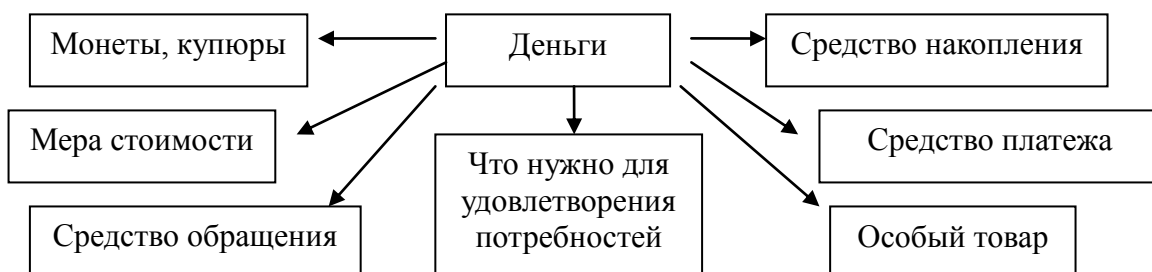 Монеты, купюры
Деньги
Средство накопления
Мера стоимости
Что нужно для
удовлетворения
потребностей
Средство платежа
Средство обращения
Особый товар